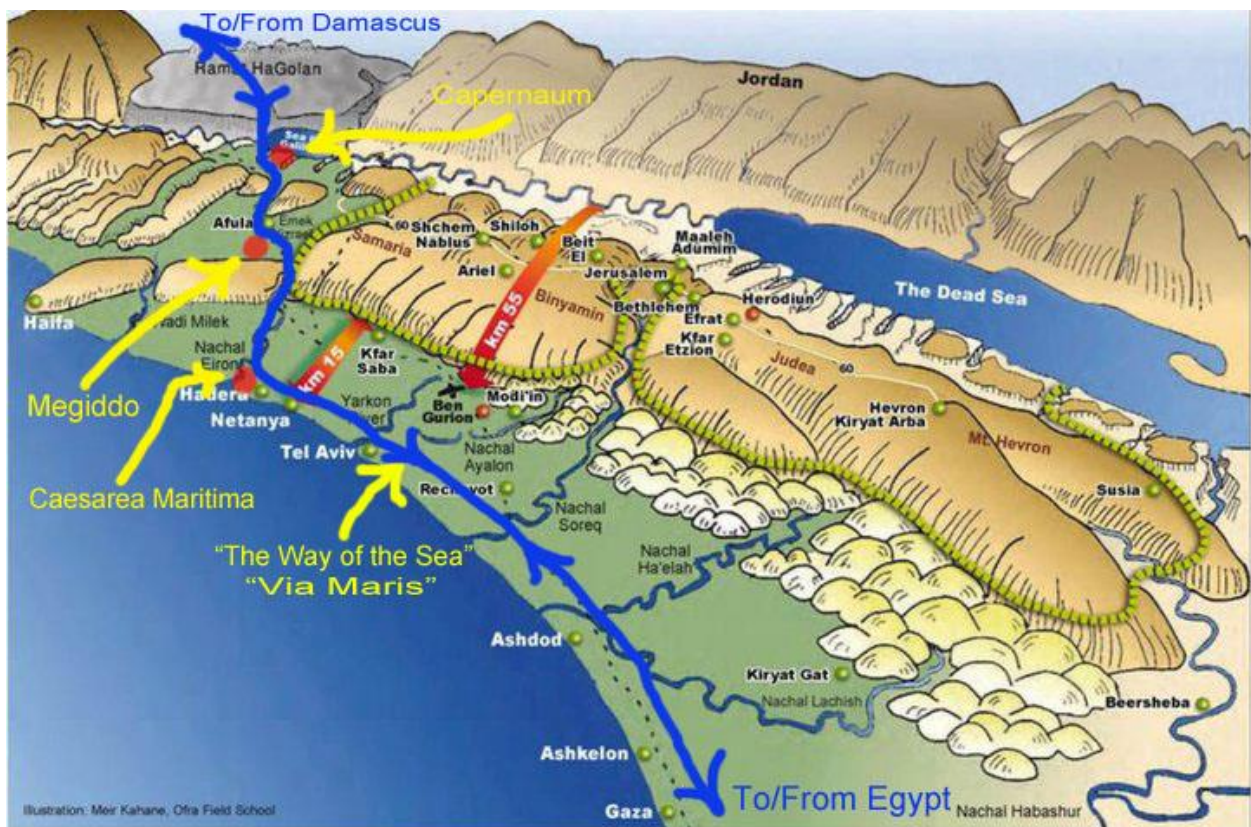 To/From Damascus
Ramat HaGolan
Capernaum
Jordan
Sea of
Galilee
Afula
Emek
60
Shchem
Nablus
Shiloh
Beit
El
Maaleh
Adumim
Samaria
Ariel
Jerusalem
Binyamin
Bethlehem
Herodiun
Efrat
The Dead Sea
Haifa
Nachal
Eiron
km 15
km 55
Kfar
Saba
Kfar
Etzion
Judea
60
Hadera
Netanya
Megiddo
Yarkon
Ben
Gurion
Modi'in
Hevron
Kiryat Arba
Mt. Hevron
Tel Aviv
Nachal
Ayalon
Caesarea Maritima
Nachal
Soreq
Susia
"The Way of the Sea"
"Via Maris"
Nachal
Ha'elah
Ashdod
Kiryat Gat
Nachal Lachish
Beersheba
Ashkelon
To/From Egypt
Gaza
Nachal Habashur
Illustration: Meir Kahane, Ofra Field School